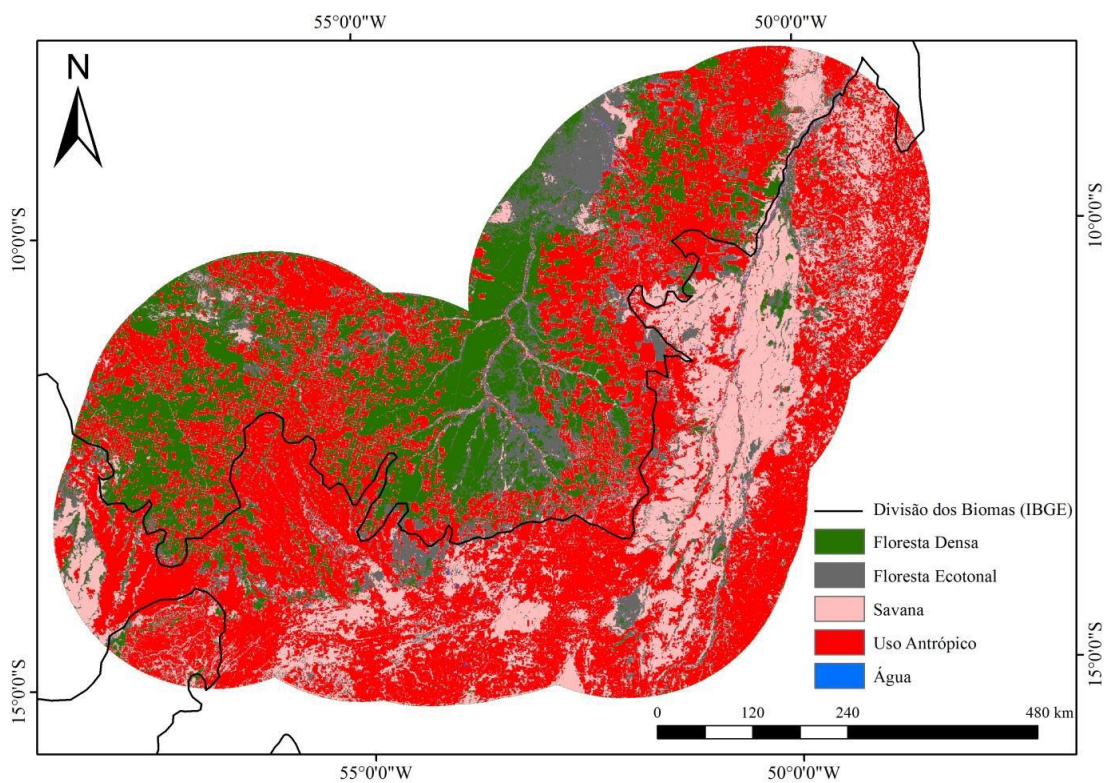 55°0'0"W
50°0'0"W
N
10°0'0"S
10°0'0"S
Divisão dos Biomas (IBGE)
Floresta Densa
Floresta Ecotonal
Savana
Uso Antrópico
Água
15°0'0"S
15°0'0"S
0
120
240
480 km
55°0'0"W
50°0'0"W